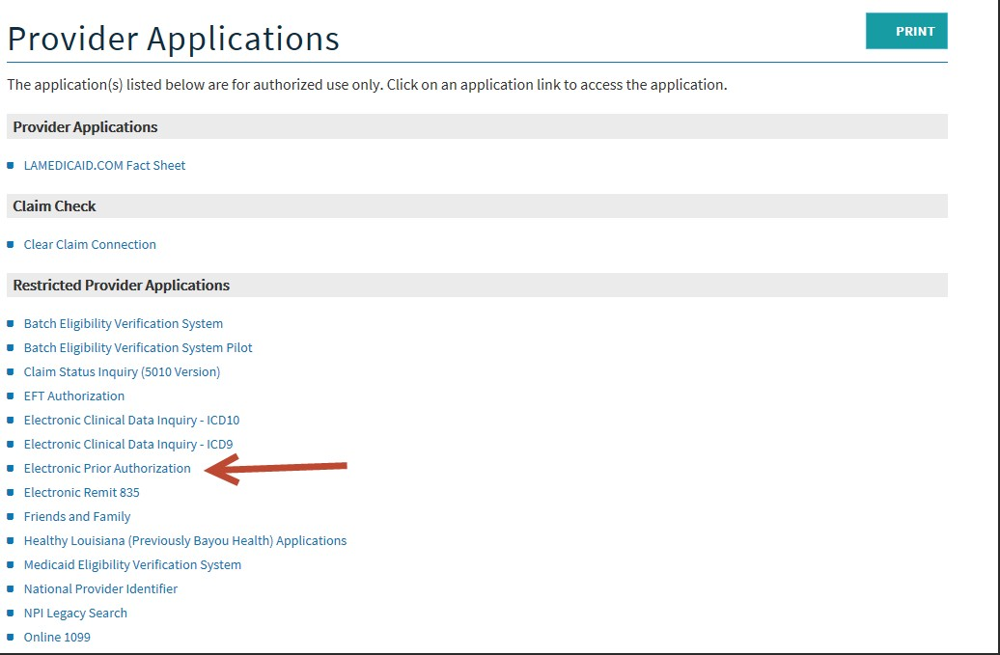 Provider Applications
PRINT
The application(s) listed below are for authorized use only. Click on an application link to access the application.
Provider Applications
LAMEDICAID.COM Fact Sheet
Claim Check
Clear Claim Connection
Restricted Provider Applications
Batch Eligibility Verification System
Batch Eligibility Verification System Pilot
Claim Status Inquiry (5010 Version)
EFT Authorization
Electronic Clinical Data Inquiry - ICD10
Electronic Clinical Data Inquiry - ICD9
Electronic Prior Authorization
Electronic Remit 835
Friends and Family
Healthy Louisiana (Previously Bayou Health) Applications
Medicaid Eligibility Verification System
National Provider Identifier
NPI Legacy Search
Online 1099